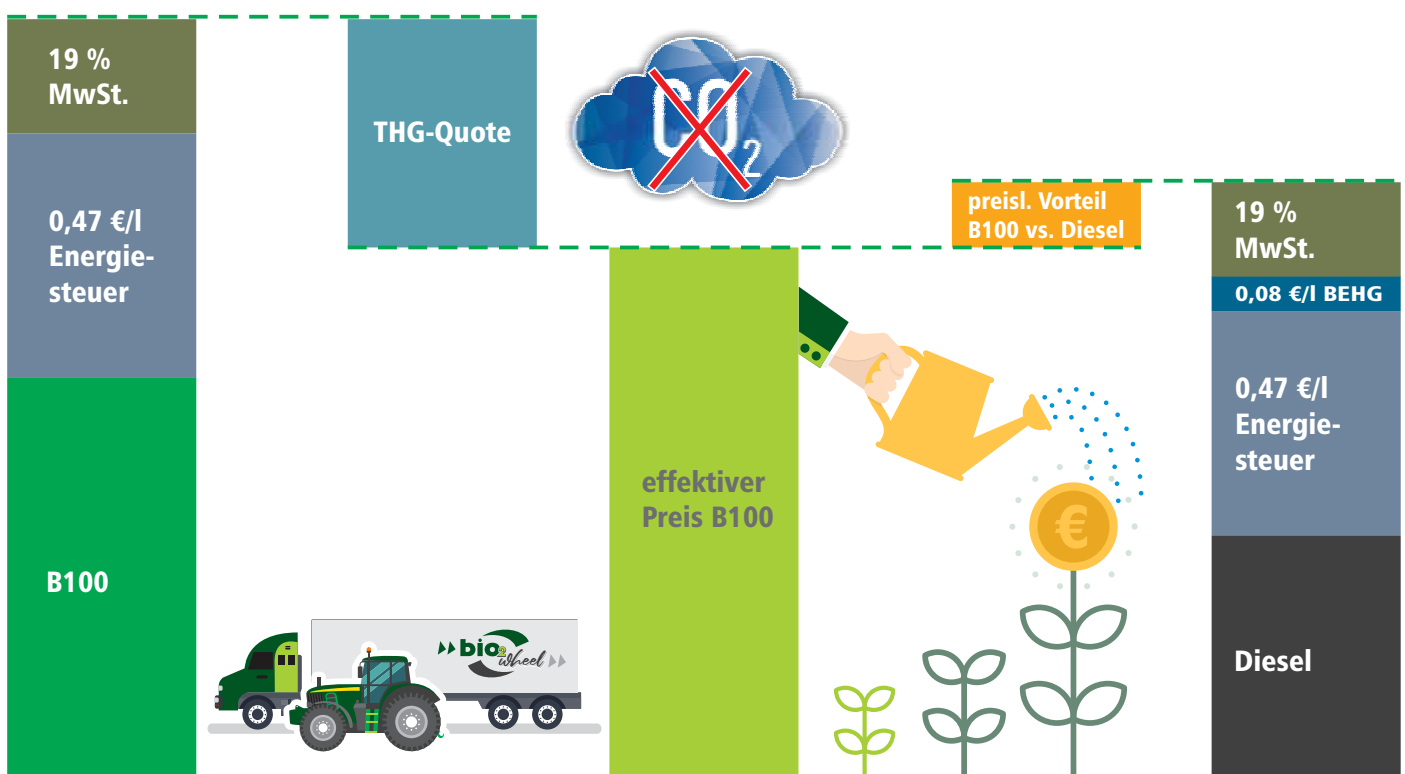 19 %
MwSt.
0,47 €/l
Energie-
steuer
B100
THG-Quote
CO2
effektiver
Preis B100
bio2
wheel
preisl. Vorteil
B100 vs. Diesel
€
19 %
MwSt.
0,08 €/l BEHG
0,47 €/l
Energie-
steuer
Diesel